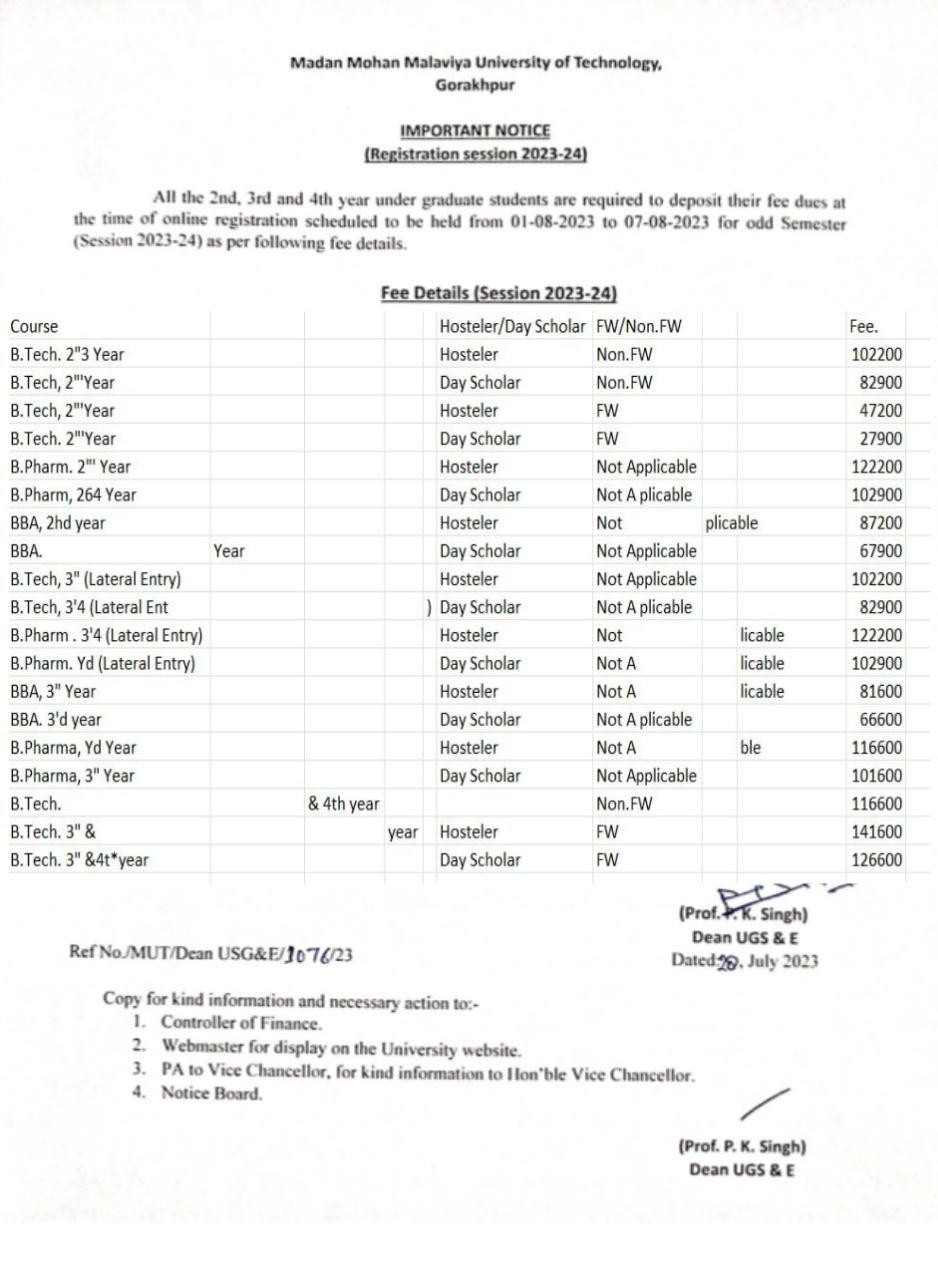 Madan Mohan Malaviya University of Technology,
Gorakhpur
IMPORTANT NOTICE
(Registration session 2023-24)
All the 2nd, 3rd and 4th year under graduate students are required to deposit their fee dues at
the time of online registration scheduled to be held from 01-08-2023 to 07-08-2023 for odd Semester
(Session 2023-24) as per following fee details.
Fee Details (Session 2023-24)
Course Hosteler/Day Scholar FW/Non.FW Fee.
B.Tech. 2"3 Year Hosteler Non.FW 102200
B.Tech, 2"'Year Day Scholar Non.FW 82900
B.Tech, 2"'Year Hosteler FW 47200
B.Tech. 2"'Year Day Scholar FW 27900
B.Pharm. 2"' Year Hosteler Not Applicable 122200
B.Pharm, 264 Year Day Scholar Not A plicable 102900
BBA, 2hd year Hosteler Not plicable 87200
BBA. Year Day Scholar Not Applicable 67900
B.Tech, 3" (Lateral Entry) Hosteler Not Applicable 102200
B.Tech, 3'4 (Lateral Ent ) Day Scholar Not A plicable 82900
B.Pharm . 3'4 (Lateral Entry) Hosteler Not licable 122200
B.Pharm. Yd (Lateral Entry) Day Scholar Not A licable 102900
BBA, 3" Year Hosteler Not A licable 81600
BBA. 3'd year Day Scholar Not A plicable 66600
B.Pharma, Yd Year Hosteler Not A ble 116600
B.Pharma, 3" Year Day Scholar Not Applicable 101600
B.Tech. & 4th year Non.FW 116600
B.Tech. 3" & year Hosteler FW 141600
B.Tech. 3" &4t*year Day Scholar FW 126600
(Prof. P. K. Singh)
Dean UGS & E
Ref No./MUT/Dean USG&E/1076/23
Dated:28, July 2023
Copy for kind information and necessary action to:-
1. Controller of Finance.
2. Webmaster for display on the University website.
3. PA to Vice Chancellor, for kind information to Hon'ble Vice Chancellor.
4. Notice Board.
(Prof. P. K. Singh)
Dean UGS & E